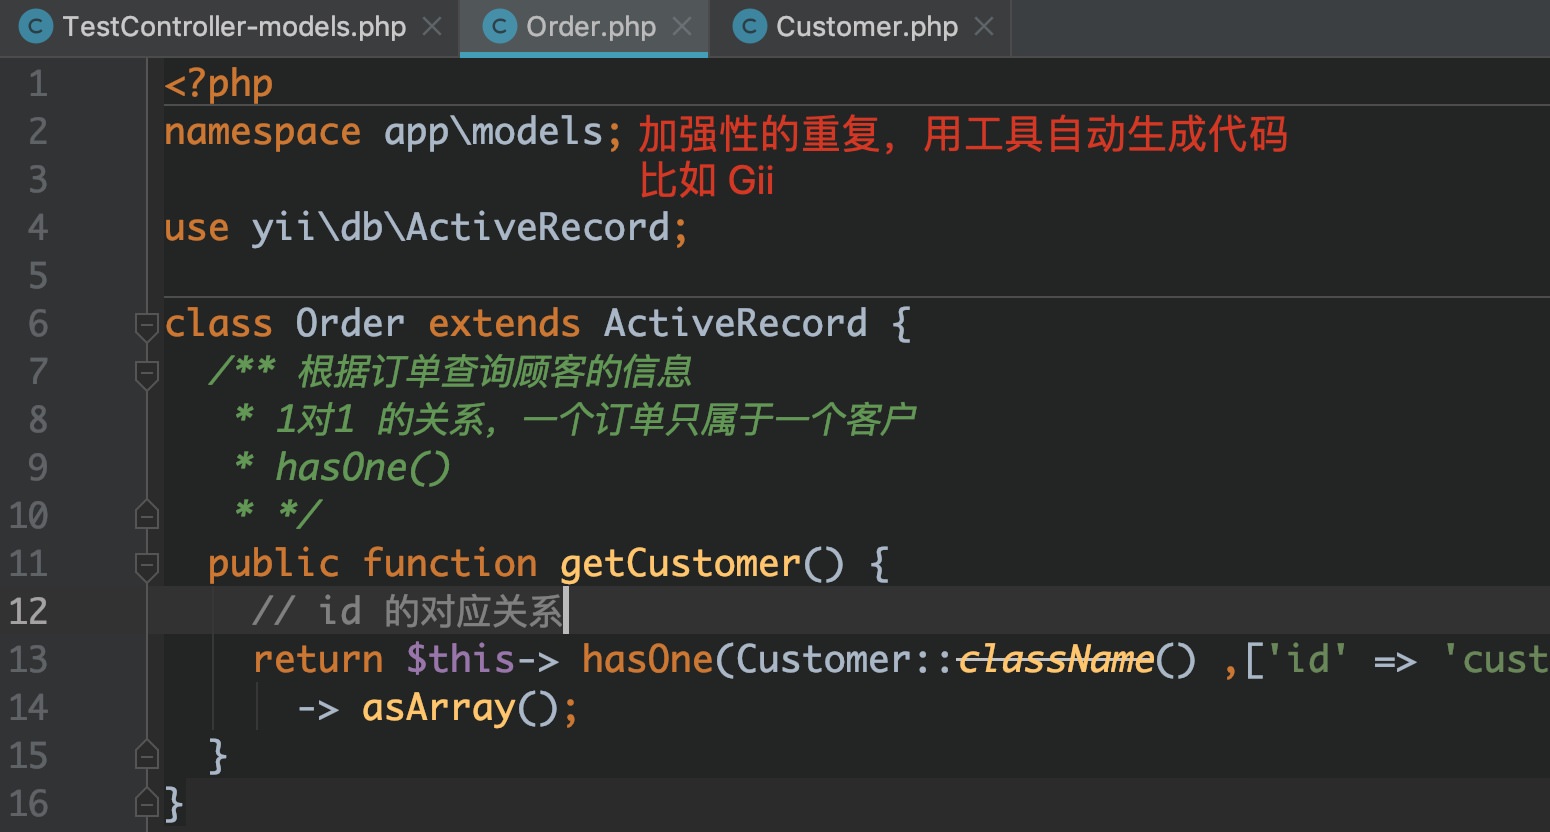 TestController-models.php
Order.php
Customer.php
1 <?php
2 namespace app\models; 加强性的重复，用工具自动生成代码
3 比如 Gii
4 use yii\db\ActiveRecord;
5
6 class Order extends ActiveRecord {
7 /** 根据订单查询顾客的信息
8 * 1对1 的关系，一个订单只属于一个客户
9 * hasOne()
10 * */
11 public function getCustomer() {
12 // id 的对应关系
13 return $this-> hasOne(Customer::className() ,['id' => 'cust
14 -> asArray();
15 }
16 }